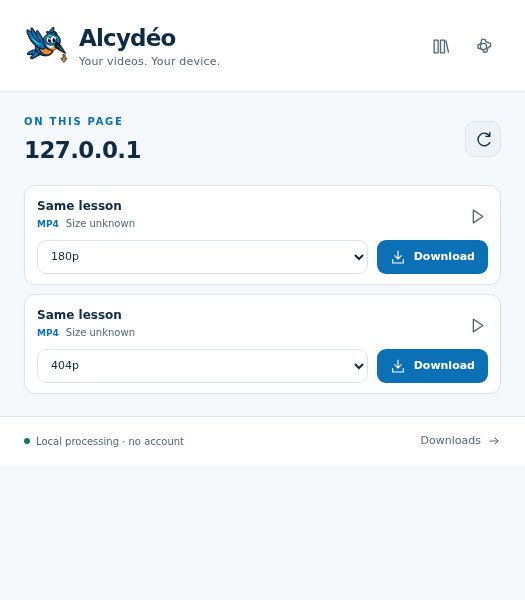 Alcydéo
Your videos. Your device.
ON THIS PAGE
127.0.0.1
Same lesson
MP4 Size unknown
180p
Download
Same lesson
MP4 Size unknown
404p
Download
Local processing · no account
Downloads →